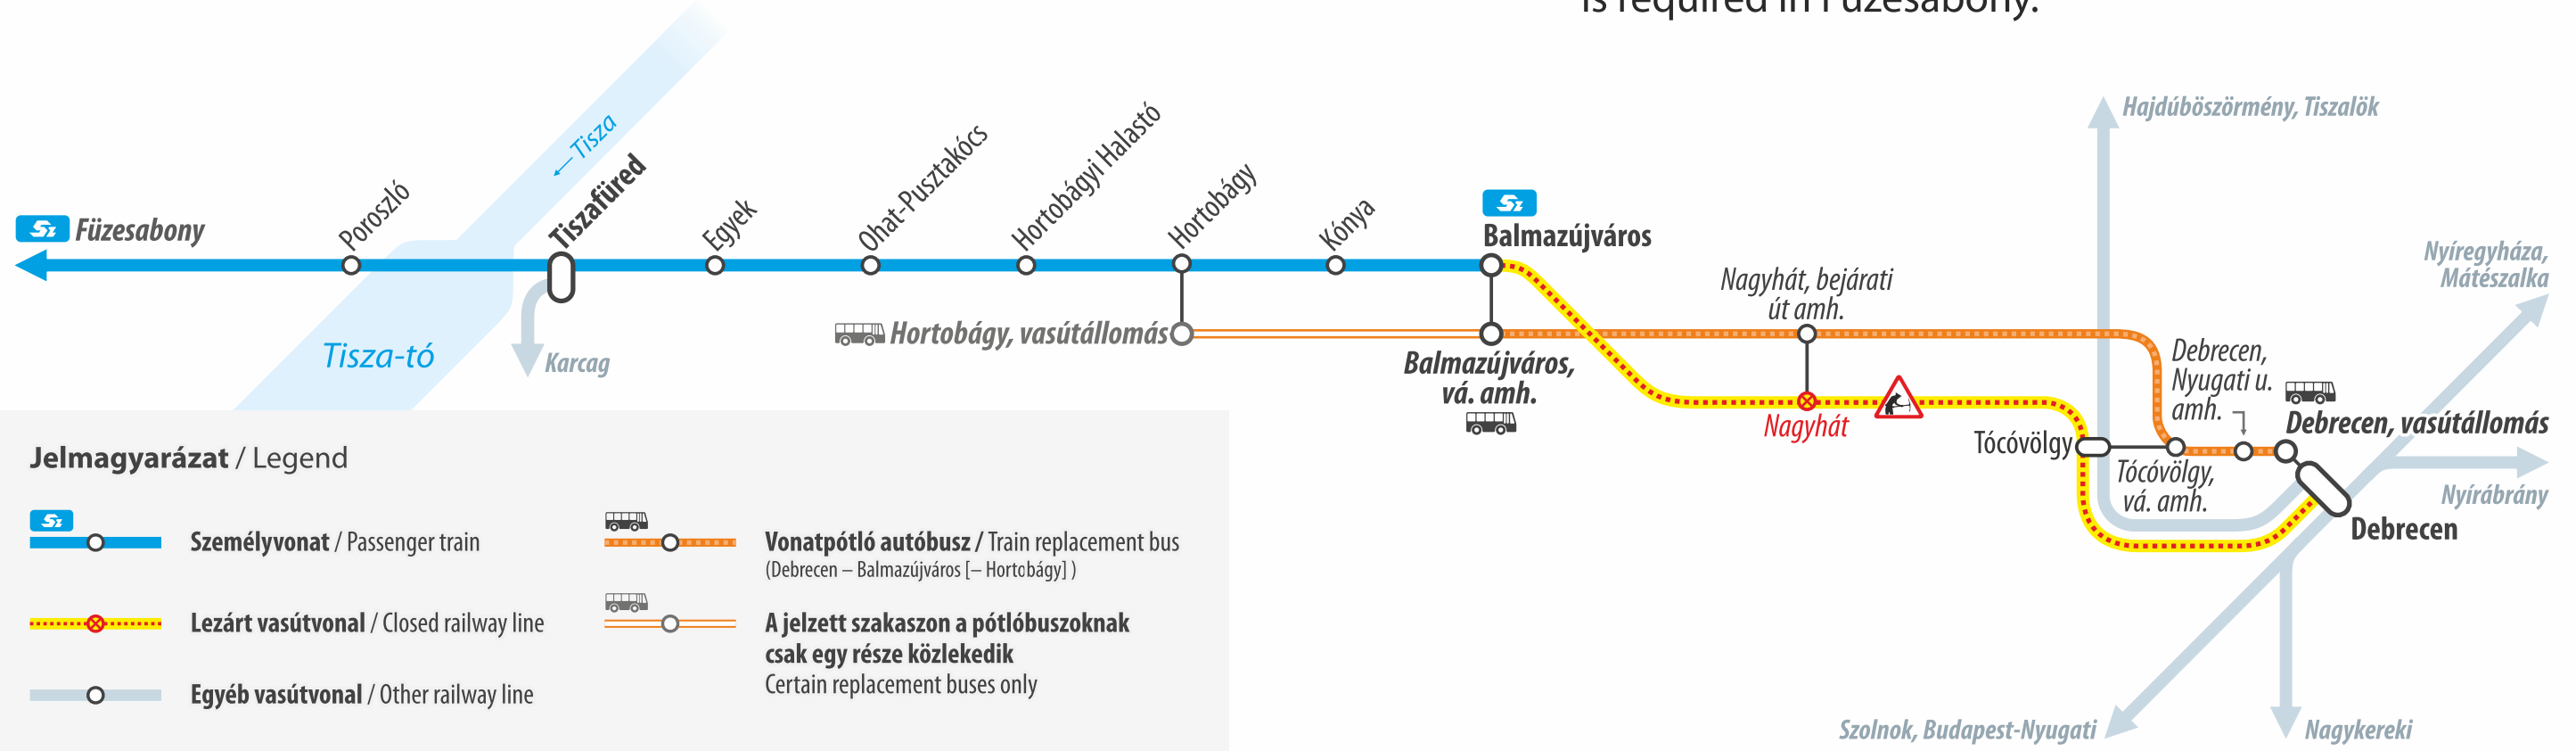 is required in Füzesabony.
Hajdúböszörmény, Tiszalök
← Tisza
Sz Füzesabony
Poroszló
Tiszafüred
Egyek
Ohat-Pusztakócs
Hortobágyi Halastó
Hortobágy
Kónya
Sz
Balmazújváros
Nyíregyháza,
Mátészalka
Nagyhát, bejárati
út amh.
Tisza-tó
Karcag
Hortobágy, vasútállomás
Balmazújváros,
vá. amh.
Nagyhát
Debrecen,
Nyugati u.
amh.
Debrecen, vasútállomás
Tócóvölgy
Tócóvölgy,
vá. amh.
Nyírábrány
Debrecen
Szolnok, Budapest-Nyugati
Nagykereki
Jelmagyarázat / Legend
Sz
Személyvonat / Passenger train
Lezárt vasútvonal / Closed railway line
Egyéb vasútvonal / Other railway line
Vonatpótló autóbusz / Train replacement bus
(Debrecen – Balmazújváros [– Hortobágy] )
A jelzett szakaszon a pótlóbuszoknak
csak egy része közlekedik
Certain replacement buses only